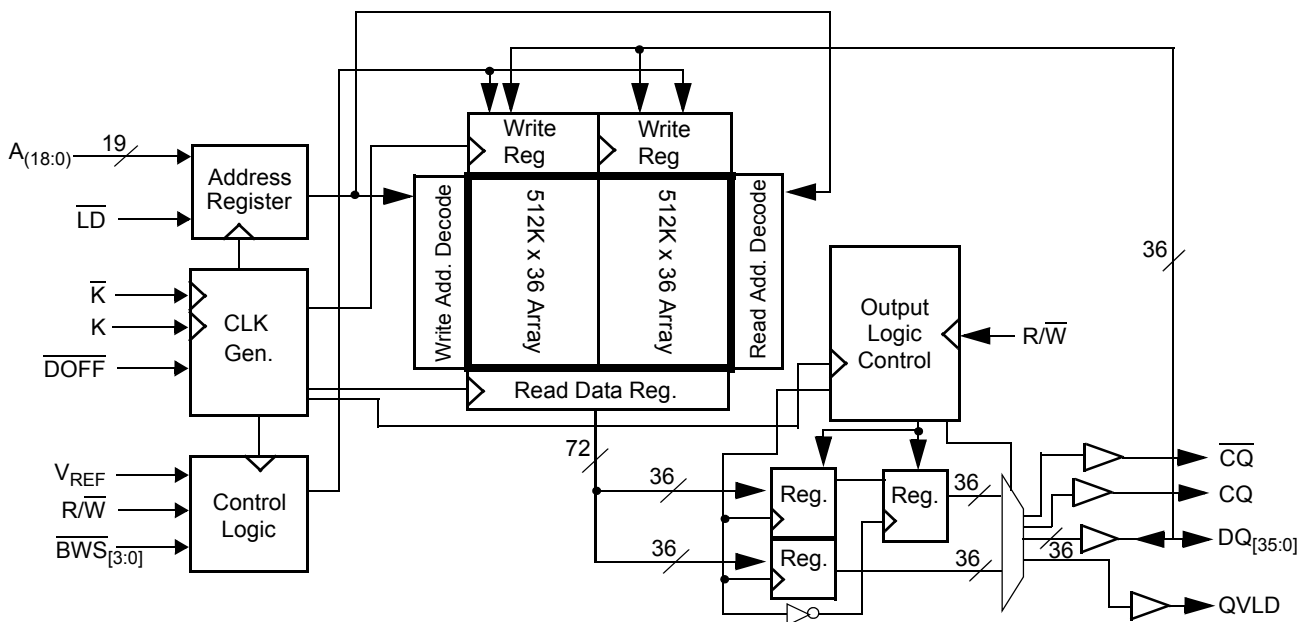 A(18:0)
19
LD
Address
Register
K
K
DOFF
CLK
Gen.
VREF
R/W
BWS[3:0]
Control
Logic
Write
Reg
Write
Reg
Write Add. Decode
512K x 36 Array
512K x 36 Array
Read Add. Decode
Read Data Reg.
72
36
36
Output
Logic
Control
R/W
36
Reg.
Reg.
Reg.
36
36
36
36
CQ
CQ
DQ[35:0]
QVLD